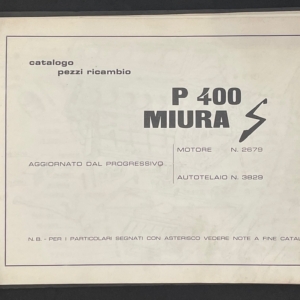 catalogo
pezzi ricambio
P 400
MIURA S
MOTORE N. 2679
AGGIORNATO DAL PROGRESSIVO
AUTOTELAIO N. 3829
N.B. - PER I PARTICOLARI SEGNATI CON ASTERISCO VEDERE NOTE A FINE CATAL